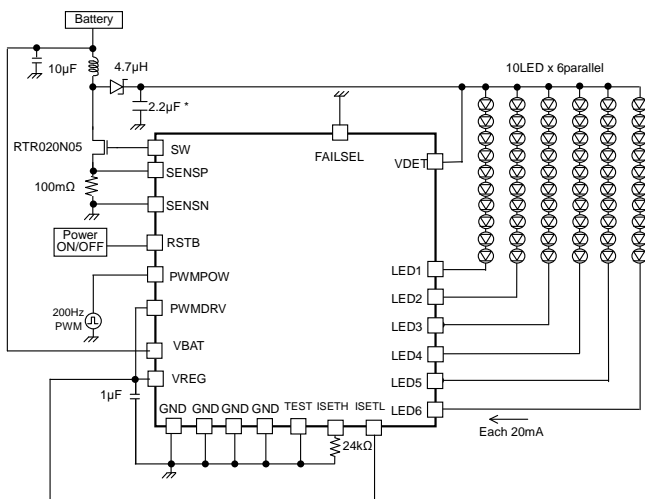 Battery
10µF
4.7µH
10LED x 6parallel
2.2µF *
RTR020N05
SW
FAILSEL
VDET
SENSP
100mΩ
SENSN
Power
ON/OFF
RSTB
LED1
PWMPOW
LED2
200Hz
PWM
PWMDRV
LED3
VBAT
LED4
VREG
LED5
1µF
GND GND GND GND TEST ISETH ISETL
LED6
24kΩ
Each 20mA